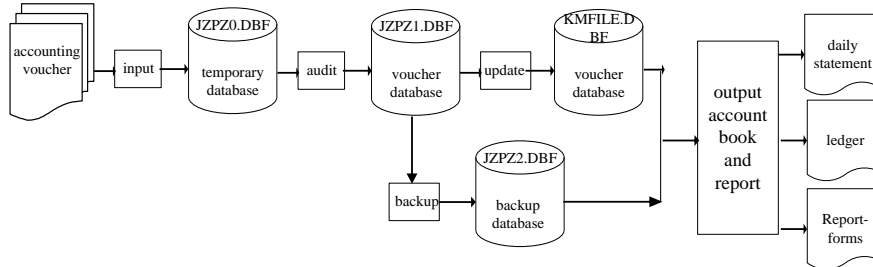 accounting
voucher
input
JZPZ0.DBF
temporary
database
audit
JZPZ1.DBF
voucher
database
update
KMFILE.D
BF
voucher
database
backup
JZPZ2.DBF
backup
database
output
account
book
and
report
daily
statement
ledger
Report-
forms